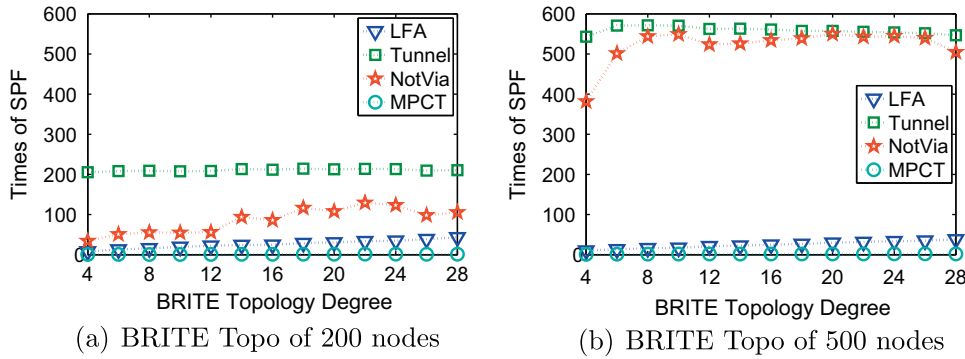 600
500
400
300
200
100
0
Times of SPF
LFA
Tunnel
NotVia
MPCT
4 8 12 16 20 24 28
BRITE Topology Degree
(a) BRITE Topo of 200 nodes
600
500
400
300
200
100
0
Times of SPF
LFA
Tunnel
NotVia
MPCT
4 8 12 16 20 24 28
BRITE Topology Degree
(b) BRITE Topo of 500 nodes